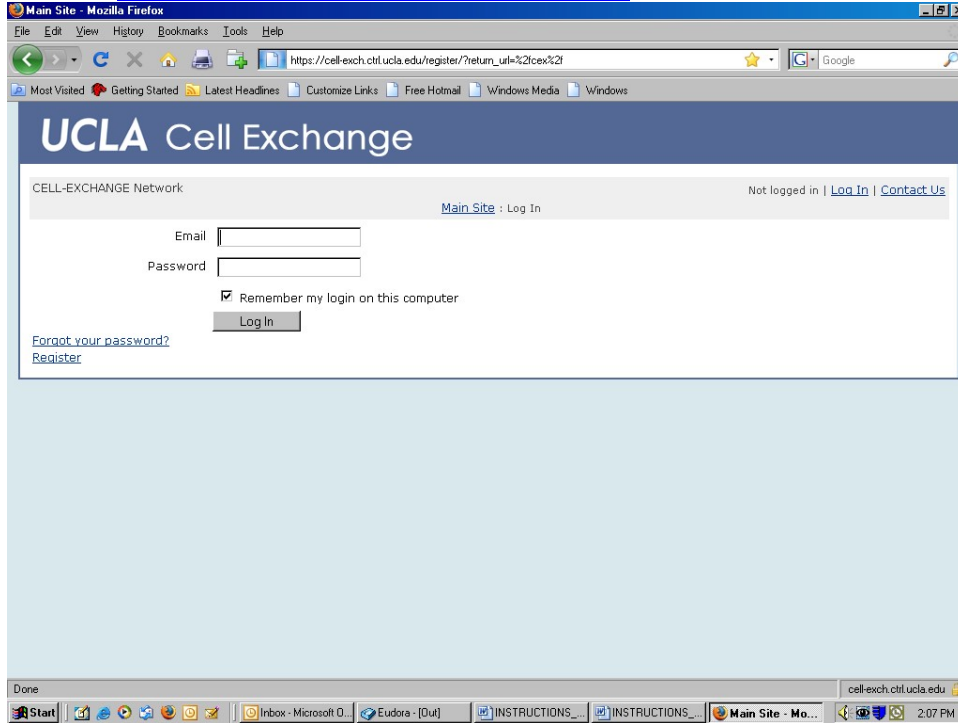 Main Site - Mozilla Firefox
File Edit View History Bookmarks Tools Help
https://cell-exch.ctrl.ucla.edu/register/?return_url=%2fcex%2f
G Google
Most Visited Getting Started Latest Headlines Customize Links Free Hotmail Windows Media Windows
UCLA Cell Exchange
CELL-EXCHANGE Network
Not logged in | Log In | Contact Us
Main Site : Log In
Email
Password
Remember my login on this computer
Log In
Forgot your password?
Register
Done
cell-exch.ctrl.ucla.edu
Start Inbox - Microsoft O... Eudora - [Out] INSTRUCTIONS_... INSTRUCTIONS_... Main Site - Mo... 2:07 PM